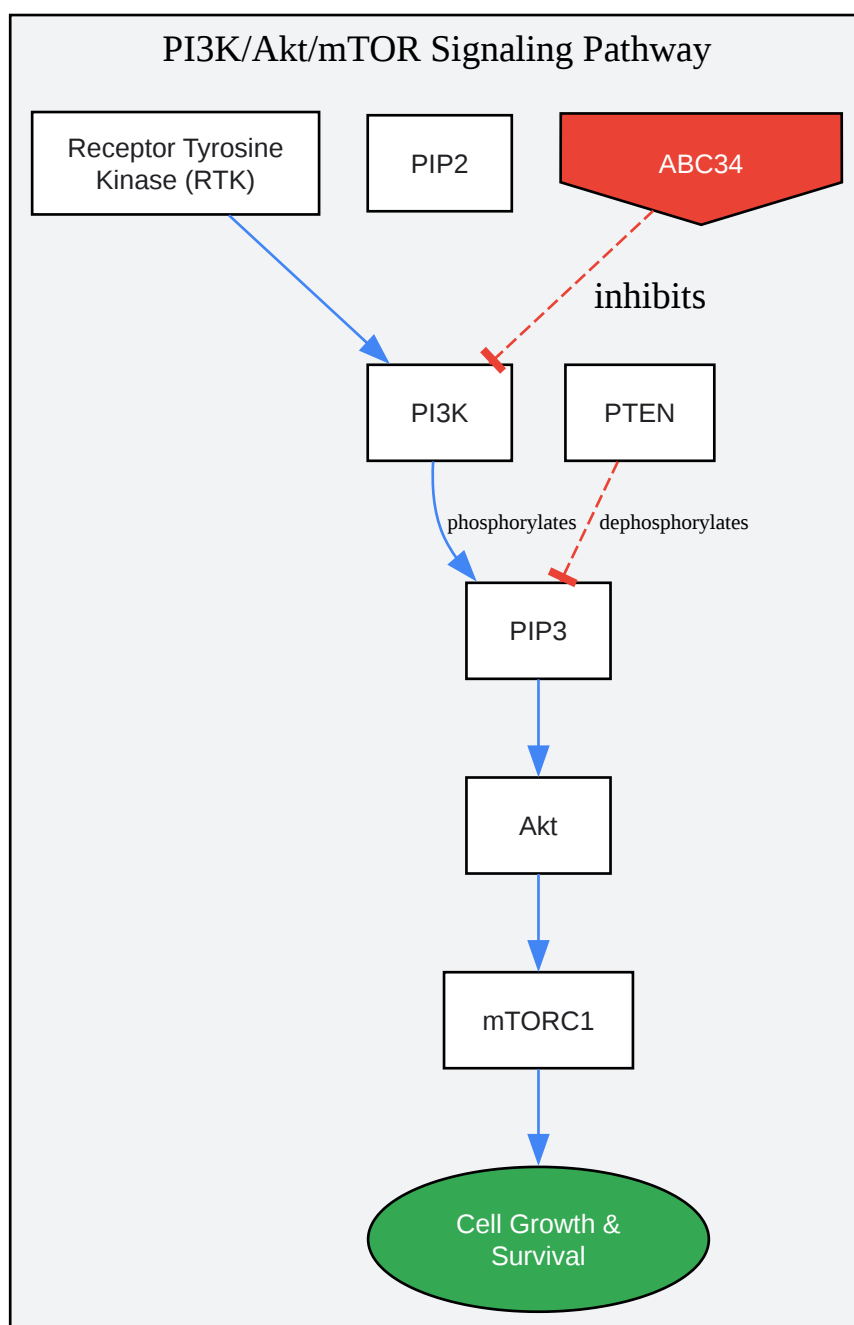 PI3K/Akt/mTOR Signaling Pathway
Receptor Tyrosine
Kinase (RTK)
PIP2
ABC34
inhibits
PI3K
PTEN
phosphorylates
dephosphorylates
PIP3
Akt
mTORC1
Cell Growth &
Survival